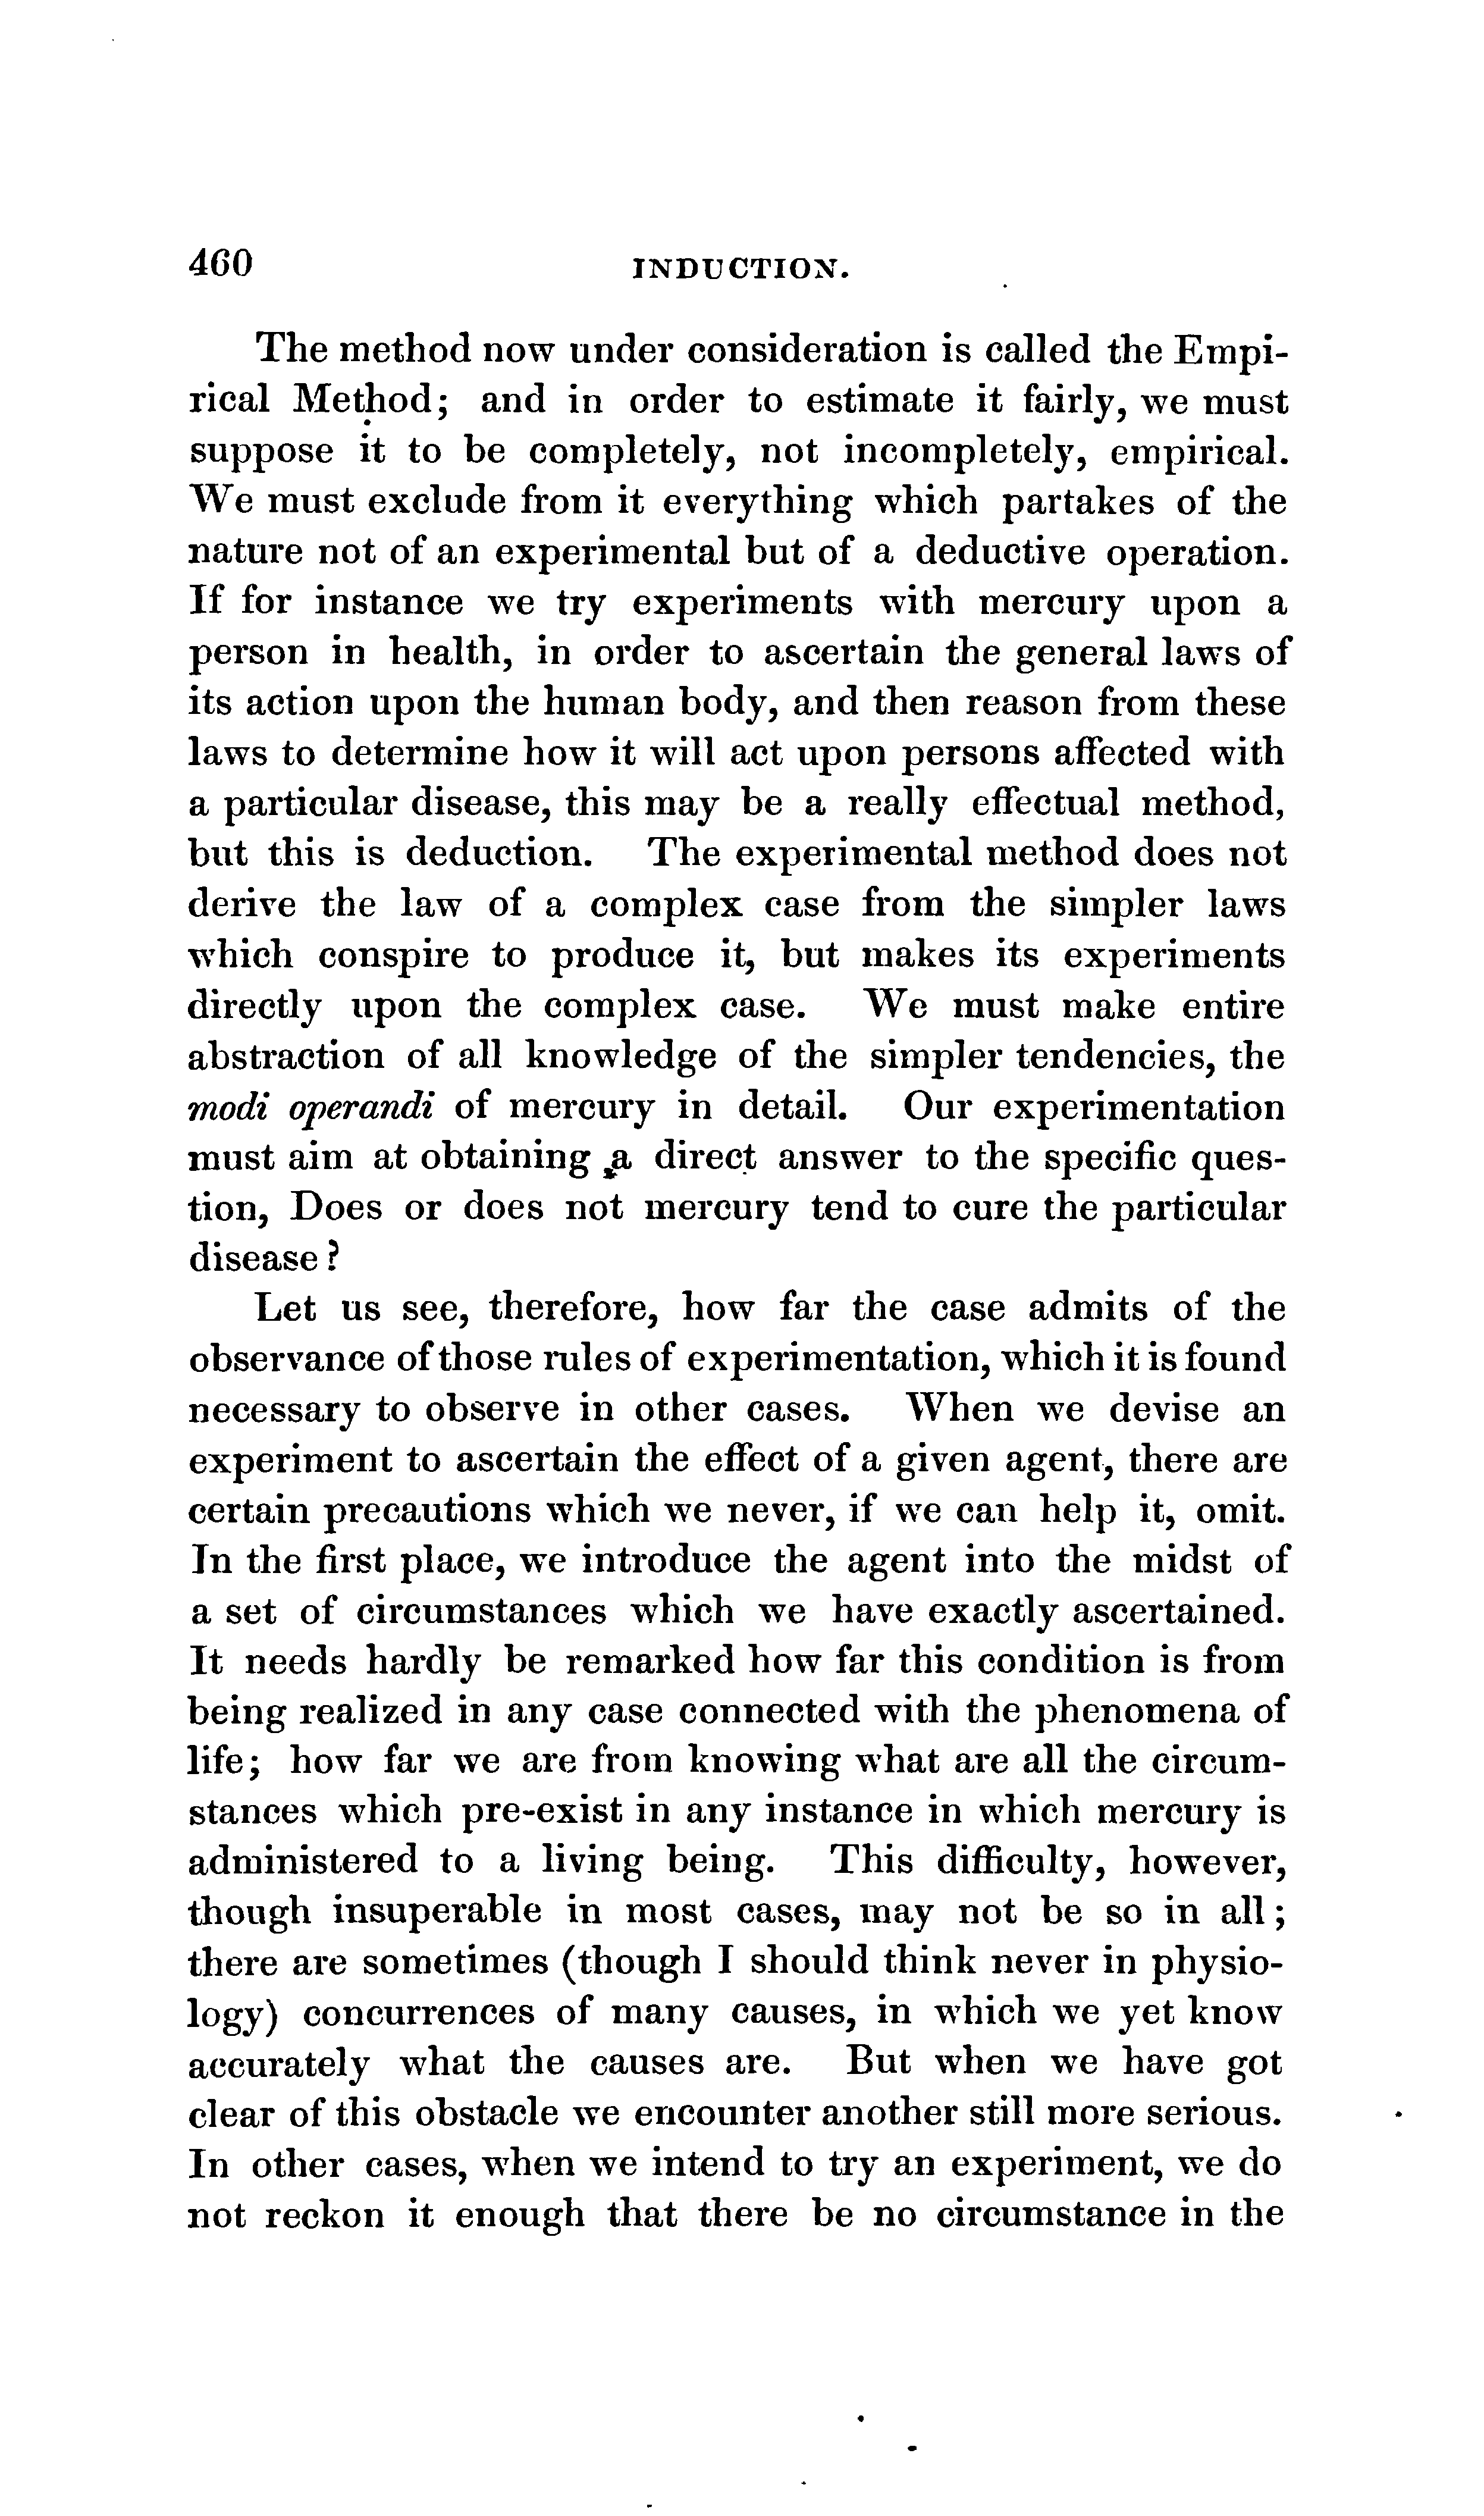 460 INDUCTION.
The method now under consideration is called the Empi-
rical Method; and in order to estimate it fairly, we must
suppose it to be completely, not incompletely, empirical.
We must exclude from it everything which partakes of the
nature not of an experimental but of a deductive operation.
If for instance we try experiments with mercury upon a
person in health, in order to ascertain the general laws of
its action upon the human body, and then reason from these
laws to determine how it will act upon persons affected with
a particular disease, this may be a really effectual method,
but this is deduction. The experimental method does not
derive the law of a complex case from the simpler laws
which conspire to produce it, but makes its experiments
directly upon the complex case. We must make entire
abstraction of all knowledge of the simpler tendencies, the
modi operandi of mercury in detail. Our experimentation
must aim at obtaining a direct answer to the specific ques-
tion, Does or does not mercury tend to cure the particular
disease?
Let us see, therefore, how far the case admits of the
observance of those rules of experimentation, which it is found
necessary to observe in other cases. When we devise an
experiment to ascertain the effect of a given agent, there are
certain precautions which we never, if we can help it, omit.
In the first place, we introduce the agent into the midst of
a set of circumstances which we have exactly ascertained.
It needs hardly be remarked how far this condition is from
being realized in any case connected with the phenomena of
life; how far we are from knowing what are all the circum-
stances which pre-exist in any instance in which mercury is
administered to a living being. This difficulty, however,
though insuperable in most cases, may not be so in all;
there are sometimes (though I should think never in physio-
logy) concurrences of many causes, in which we yet know
accurately what the causes are. But when we have got
clear of this obstacle we encounter another still more serious.
In other cases, when we intend to try an experiment, we do
not reckon it enough that there be no circumstance in the